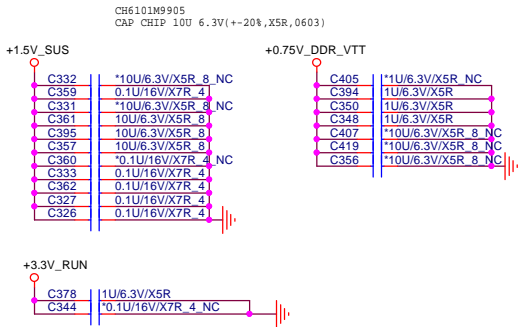 CH6101M9905
CAP CHIP 10U 6.3V(+-20%,X5R,0603)
+1.5V_SUS
C332 *10U/6.3V/X5R_8_NC
C359 0.1U/16V/X7R_4
C331 *10U/6.3V/X5R_8_NC
C361 10U/6.3V/X5R_8
C395 10U/6.3V/X5R_8
C357 10U/6.3V/X5R_8
C360 *0.1U/16V/X7R_4_NC
C333 0.1U/16V/X7R_4
C362 0.1U/16V/X7R_4
C327 0.1U/16V/X7R_4
C326 0.1U/16V/X7R_4
+0.75V_DDR_VTT
C405 *1U/6.3V/X5R_NC
C394 1U/6.3V/X5R
C350 1U/6.3V/X5R
C348 1U/6.3V/X5R
C407 *10U/6.3V/X5R_8_NC
C419 *10U/6.3V/X5R_8_NC
C356 *10U/6.3V/X5R_8_NC
+3.3V_RUN
C378 1U/6.3V/X5R
C344 *0.1U/16V/X7R_4_NC